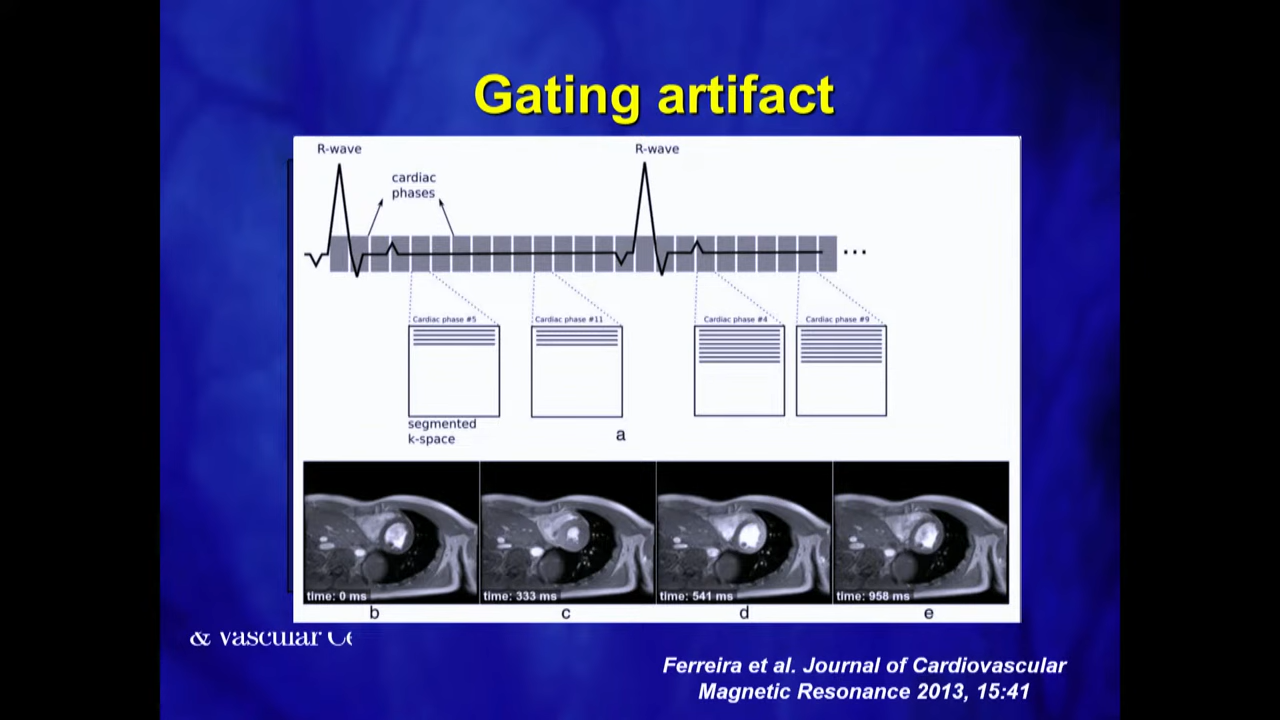 Gating artifact
R-wave
R-wave
cardiac
phases
...
Cardiac phase #5
Cardiac phase #11
Cardiac phase #4
Cardiac phase #9
segmented
k-space
a
time: 0 ms
time: 333 ms
time: 541 ms
time: 958 ms
b
c
d
e
& Vascular Ce
Ferreira et al. Journal of Cardiovascular
Magnetic Resonance 2013, 15:41